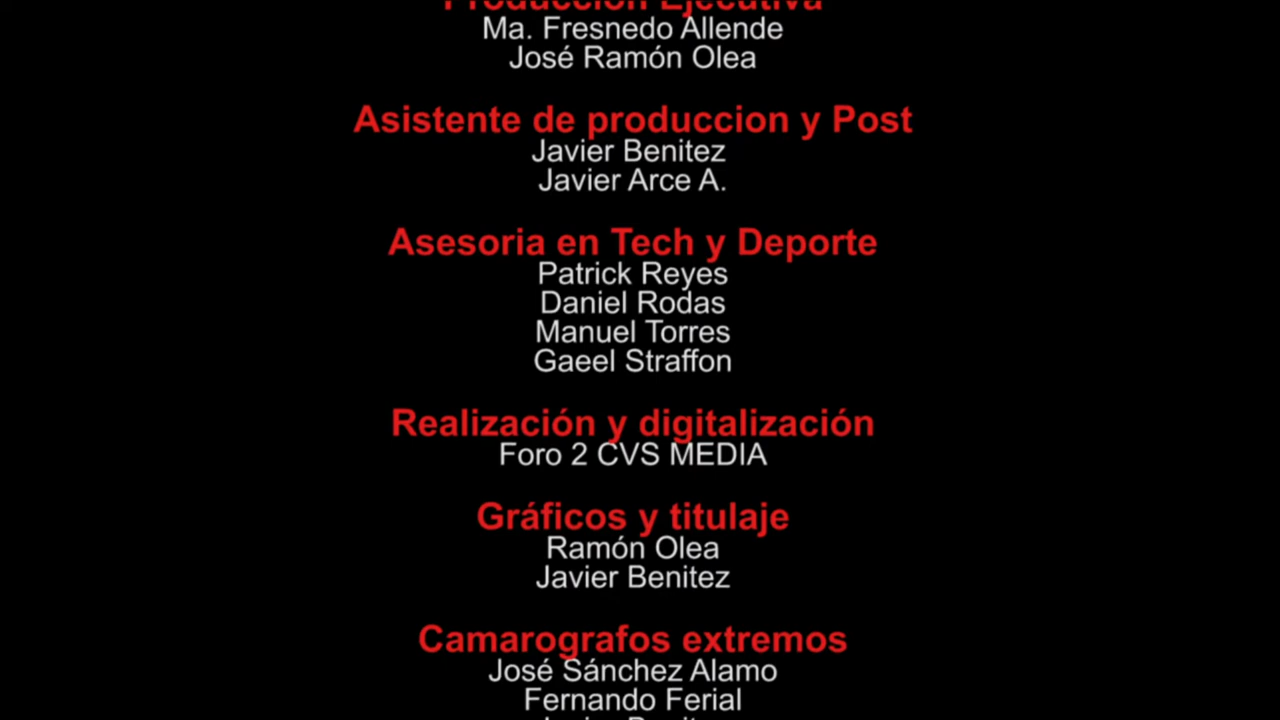 Producción Ejecutiva
Ma. Fresnedo Allende
José Ramón Olea
Asistente de produccion y Post
Javier Benitez
Javier Arce A.
Asesoria en Tech y Deporte
Patrick Reyes
Daniel Rodas
Manuel Torres
Gaeel Straffon
Realización y digitalización
Foro 2 CVS MEDIA
Gráficos y titulaje
Ramón Olea
Javier Benitez
Camarografos extremos
José Sánchez Alamo
Fernando Ferial